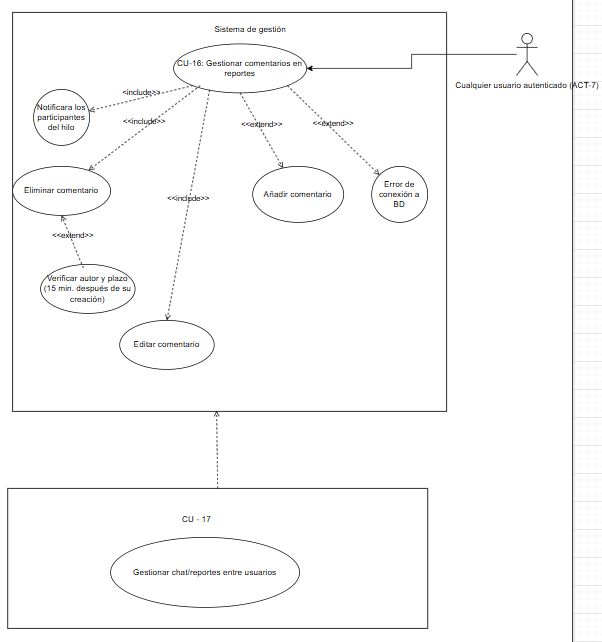 Sistema de gestión
CU-16: Gestionar comentarios en
reportes
Cualquier usuario autenticado (ACT-7)
<<include>>
Notificara los
participantes
del hilo
<<include>>
<<extend>>
<<extend>>
Eliminar comentario
<<include>>
Añadir comentario
Error de
conexión a
BD
<<extend>>
Verificar autor y plazo
(15 min. después de su
creación)
Editar comentario
CU - 17
Gestionar chat/reportes entre usuarios